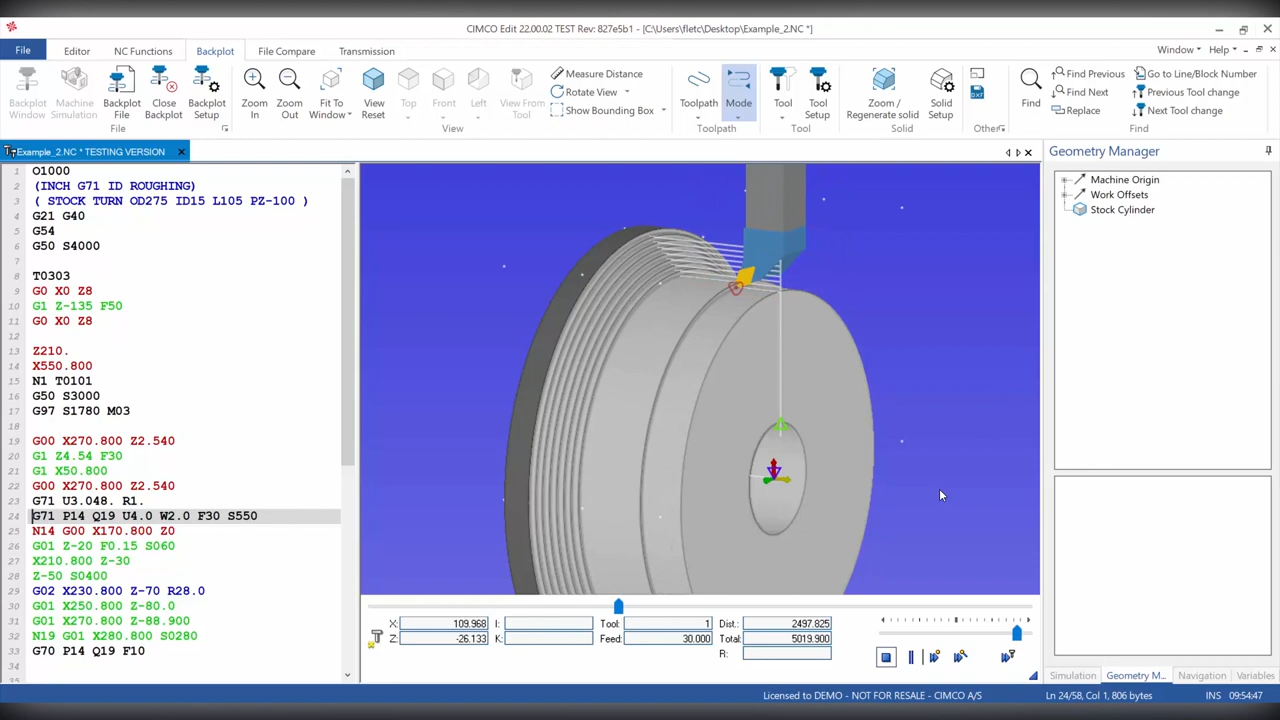 CIMCO Edit 22.00.02 TEST Rev: 827e5b1 - [C:\Users\fletc\Desktop\Example_2.NC *]
File Editor NC Functions Backplot File Compare Transmission Window Help
Backplot Window
Machine Simulation
Backplot File
Close Backplot
Backplot Setup
File
Zoom In
Zoom Out
Fit To Window
View Reset
Top
Front
Left
View From Tool
Measure Distance
Rotate View
Show Bounding Box
View
Toolpath
Mode
Toolpath
Tool
Tool Setup
Tool
Zoom / Regenerate solid
Solid Setup
Solid
DXF
Other
Find
Find Previous
Find Next
Replace
Go to Line/Block Number
Previous Tool change
Next Tool change
Find
Example_2.NC * TESTING VERSION
1 O1000
2 (INCH G71 ID ROUGHING)
3 ( STOCK TURN OD275 ID15 L105 PZ-100 )
4 G21 G40
5 G54
6 G50 S4000
7
8 T0303
9 G0 X0 Z8
10 G1 Z-135 F50
11 G0 X0 Z8
12
13 Z210.
14 X550.800
15 N1 T0101
16 G50 S3000
17 G97 S1780 M03
18
19 G00 X270.800 Z2.540
20 G1 Z4.54 F30
21 G1 X50.800
22 G00 X270.800 Z2.540
23 G71 U3.048. R1.
24 G71 P14 Q19 U4.0 W2.0 F30 S550
25 N14 G00 X170.800 Z0
26 G01 Z-20 F0.15 S060
27 X210.800 Z-30
28 Z-50 S0400
29 G02 X230.800 Z-70 R28.0
30 G01 X250.800 Z-80.0
31 G01 X270.800 Z-88.900
32 N19 G01 X280.800 S0280
33 G70 P14 Q19 F10
34
X: 109.968 I: Tool: 1 Dist.: 2497.825
Z: -26.133 K: Feed: 30.000 Total: 5019.900
R:
Geometry Manager
Machine Origin
Work Offsets
Stock Cylinder
Simulation Geometry M... Navigation Variables
Licensed to DEMO - NOT FOR RESALE - CIMCO A/S Ln 24/58, Col 1, 806 bytes INS 09:54:47